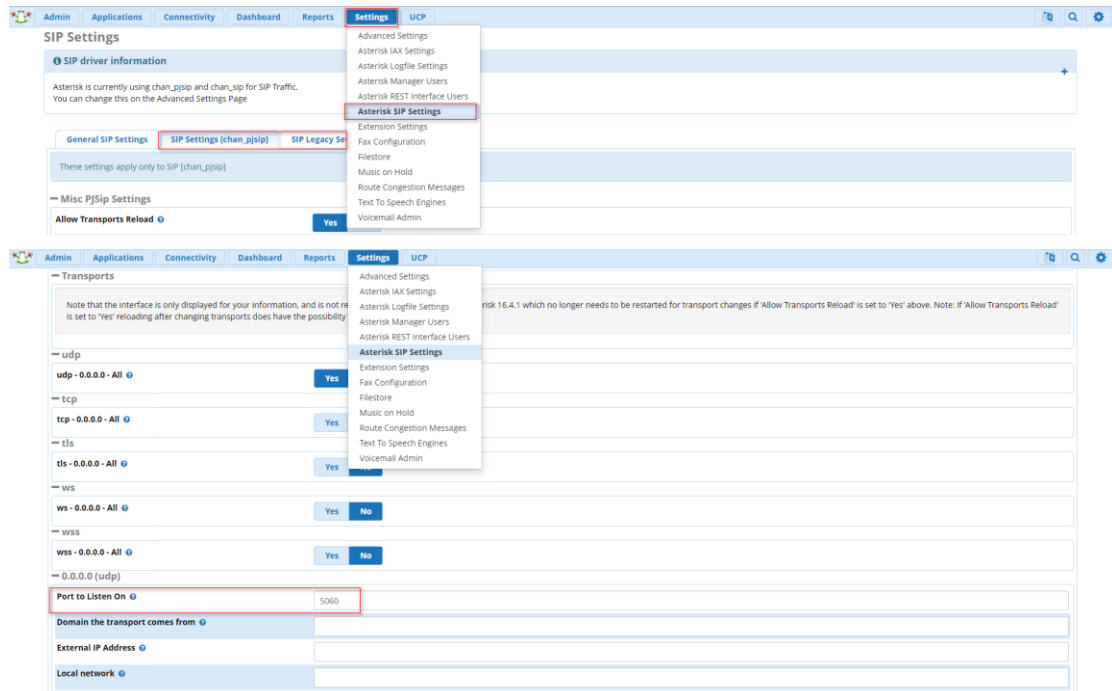 Admin Applications Connectivity Dashboard Reports Settings UCP
SIP Settings
Advanced Settings
Asterisk IAX Settings
Asterisk Logfile Settings
Asterisk Manager Users
Asterisk REST Interface Users
Asterisk SIP Settings
Extension Settings
Fax Configuration
Filestore
Music on Hold
Route Congestion Messages
Text To Speech Engines
Voicemail Admin
SIP driver information
Asterisk is currently using chan_pjsip and chan_sip for SIP Traffic.
You can change this on the Advanced Settings Page
General SIP Settings SIP Settings [chan_pjsip] SIP Legacy Se
These settings apply only to SIP [chan_pjsip]
Misc PJSip Settings
Allow Transports Reload Yes
Admin Applications Connectivity Dashboard Reports Settings UCP
Advanced Settings
Asterisk IAX Settings
Asterisk Logfile Settings
Asterisk Manager Users
Asterisk REST Interface Users
Asterisk SIP Settings
Extension Settings
Fax Configuration
Filestore
Music on Hold
Route Congestion Messages
Text To Speech Engines
Voicemail Admin
Transports
Note that the interface is only displayed for your information, and is not re risk 16.4.1 which no longer needs to be restarted for transport changes if 'Allow Transports Reload' is set to 'Yes' above. Note: If 'Allow Transports Reload'
is set to 'Yes' reloading after changing transports does have the possibility
udp
udp - 0.0.0.0 - All Yes
tcp
tcp - 0.0.0.0 - All Yes
tls
tls - 0.0.0.0 - All Yes
ws
ws - 0.0.0.0 - All Yes No
wss
wss - 0.0.0.0 - All Yes No
0.0.0.0 (udp)
Port to Listen On 5060
Domain the transport comes from
External IP Address
Local network